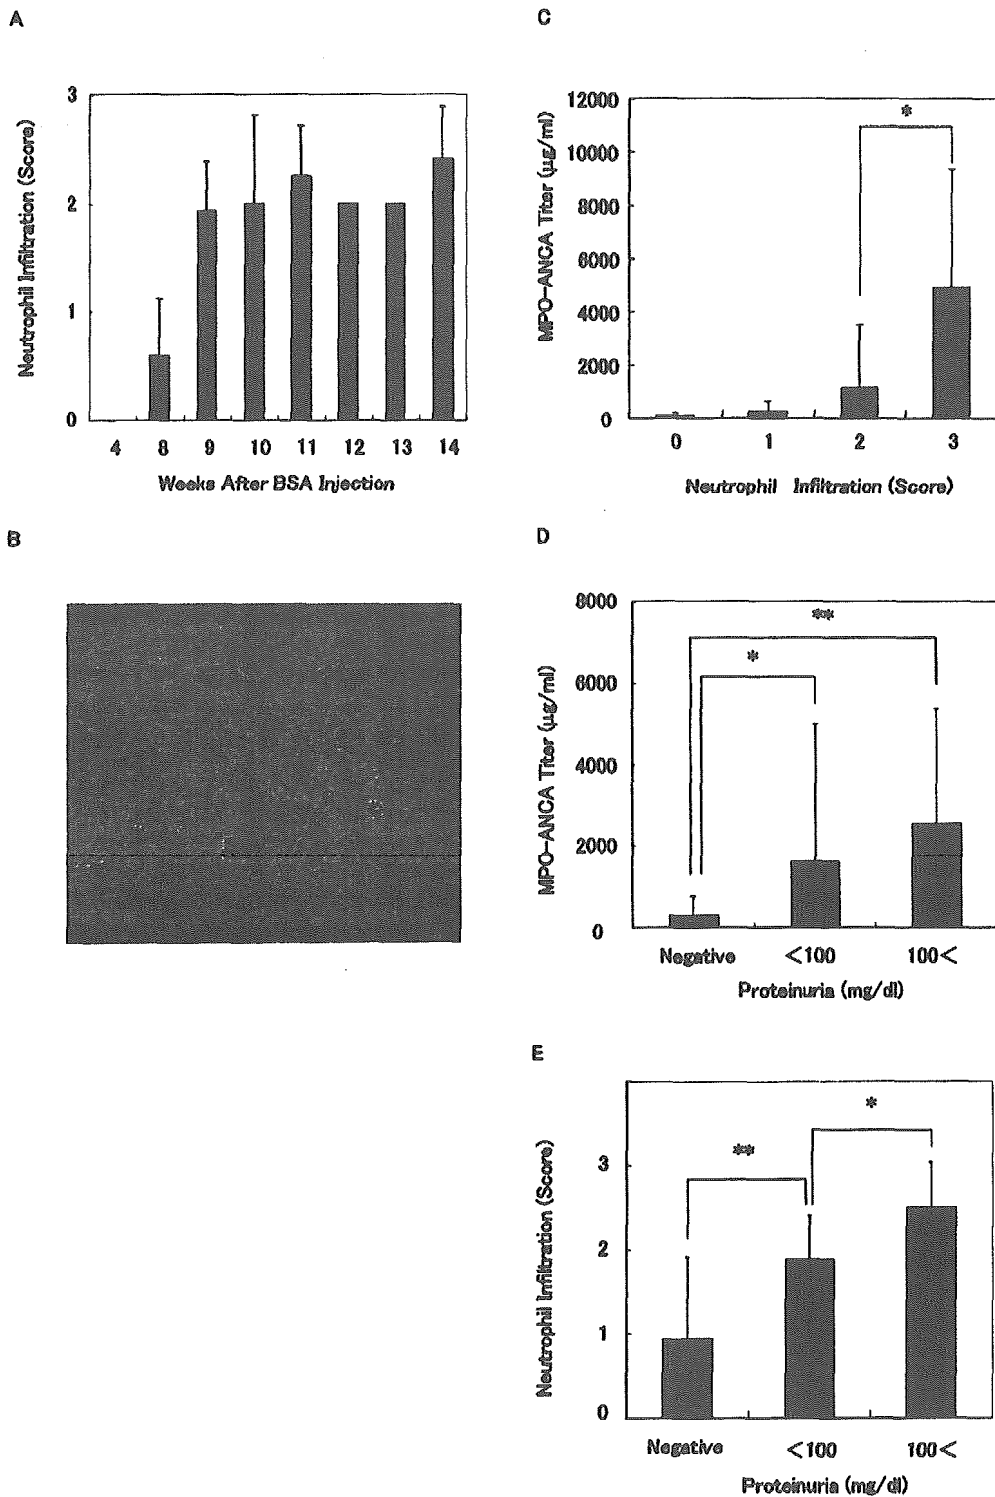 A
Neutrophil Infiltration (Score)
3
2
1
0
4 8 9 10 11 12 13 14
Weeks After BSA Injection
B
C
MPO-ANCA Titer (μg/ml)
12000
10000
8000
6000
4000
2000
0
*
0 1 2 3
Neutrophil Infiltration (Score)
D
MPO-ANCA Titer (μg/ml)
8000
6000
4000
2000
0
**
*
Negative <100 100<
Proteinuria (mg/dl)
E
Neutrophil Infiltration (Score)
3
2
1
0
**
*
Negative <100 100<
Proteinuria (mg/dl)